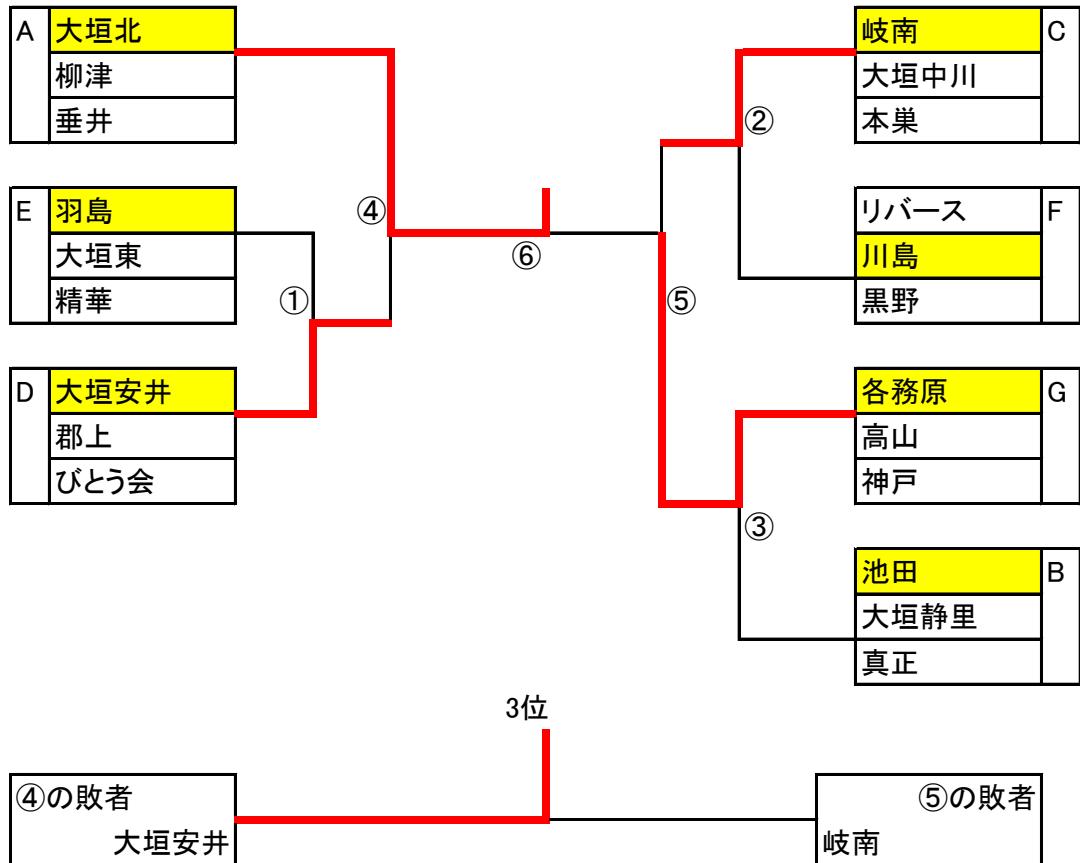 A
大垣北
柳津
垂井
E
羽島
大垣東
精華
D
大垣安井
郡上
びとう会
①
④
⑥
②
⑤
③
岐南
C
大垣中川
本巣
リバース
F
川島
黒野
各務原
G
高山
神戸
池田
B
大垣静里
真正
3位
④の敗者
大垣安井
⑤の敗者
岐南